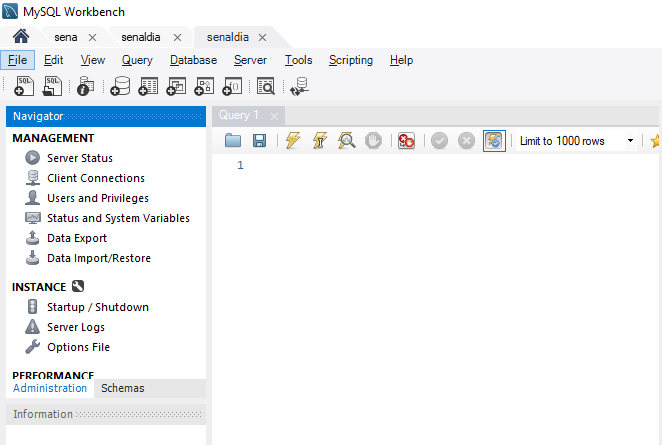 MySQL Workbench
sena × senaldia × senaldia ×
File Edit View Query Database Server Tools Scripting Help
SQL SQL
Navigator
Query 1 ×
MANAGEMENT
Server Status
Client Connections
Users and Privileges
Status and System Variables
Data Export
Data Import/Restore
INSTANCE
Startup / Shutdown
Server Logs
Options File
PERFORMANCE
Administration Schemas
Information
Limit to 1000 rows
1